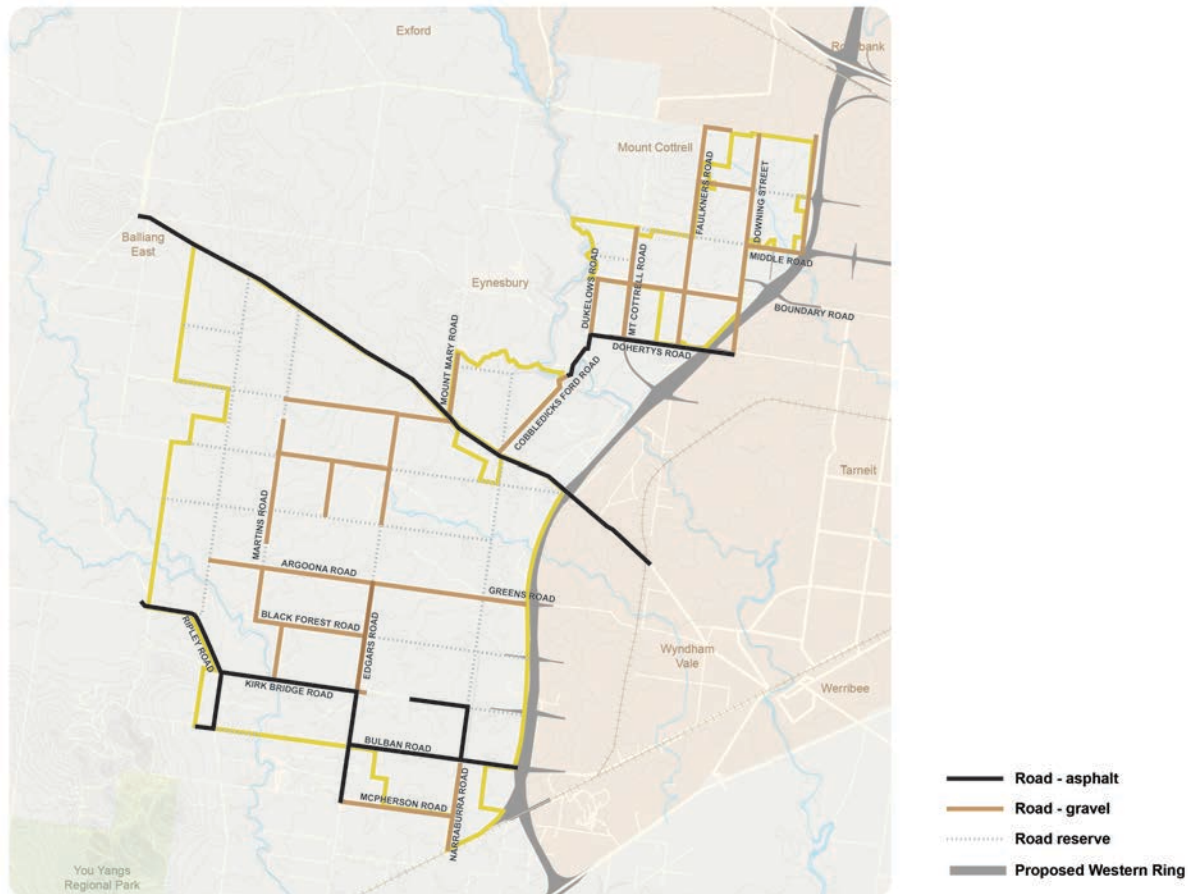 Exford
Rockbank
Mount Cottrell
FAULKNERS ROAD
DOWNING STREET
Balliang
East
Eynesbury
MIDDLE ROAD
DUKELOWS ROAD
MT COTTRELL ROAD
BOUNDARY ROAD
MOUNT MARY ROAD
DOHERTYS ROAD
COBBLEDICKS FORD ROAD
Tarneit
MARTINS ROAD
ARGOONA ROAD
GREENS ROAD
BLACK FOREST ROAD
EDGARS ROAD
RIPLEY ROAD
Wyndham
Vale
Werribee
KIRK BRIDGE ROAD
BULBAN ROAD
MCPHERSON ROAD
NARRABURRA ROAD
You Yangs
Regional Park
Road - asphalt
Road - gravel
Road reserve
Proposed Western Ring